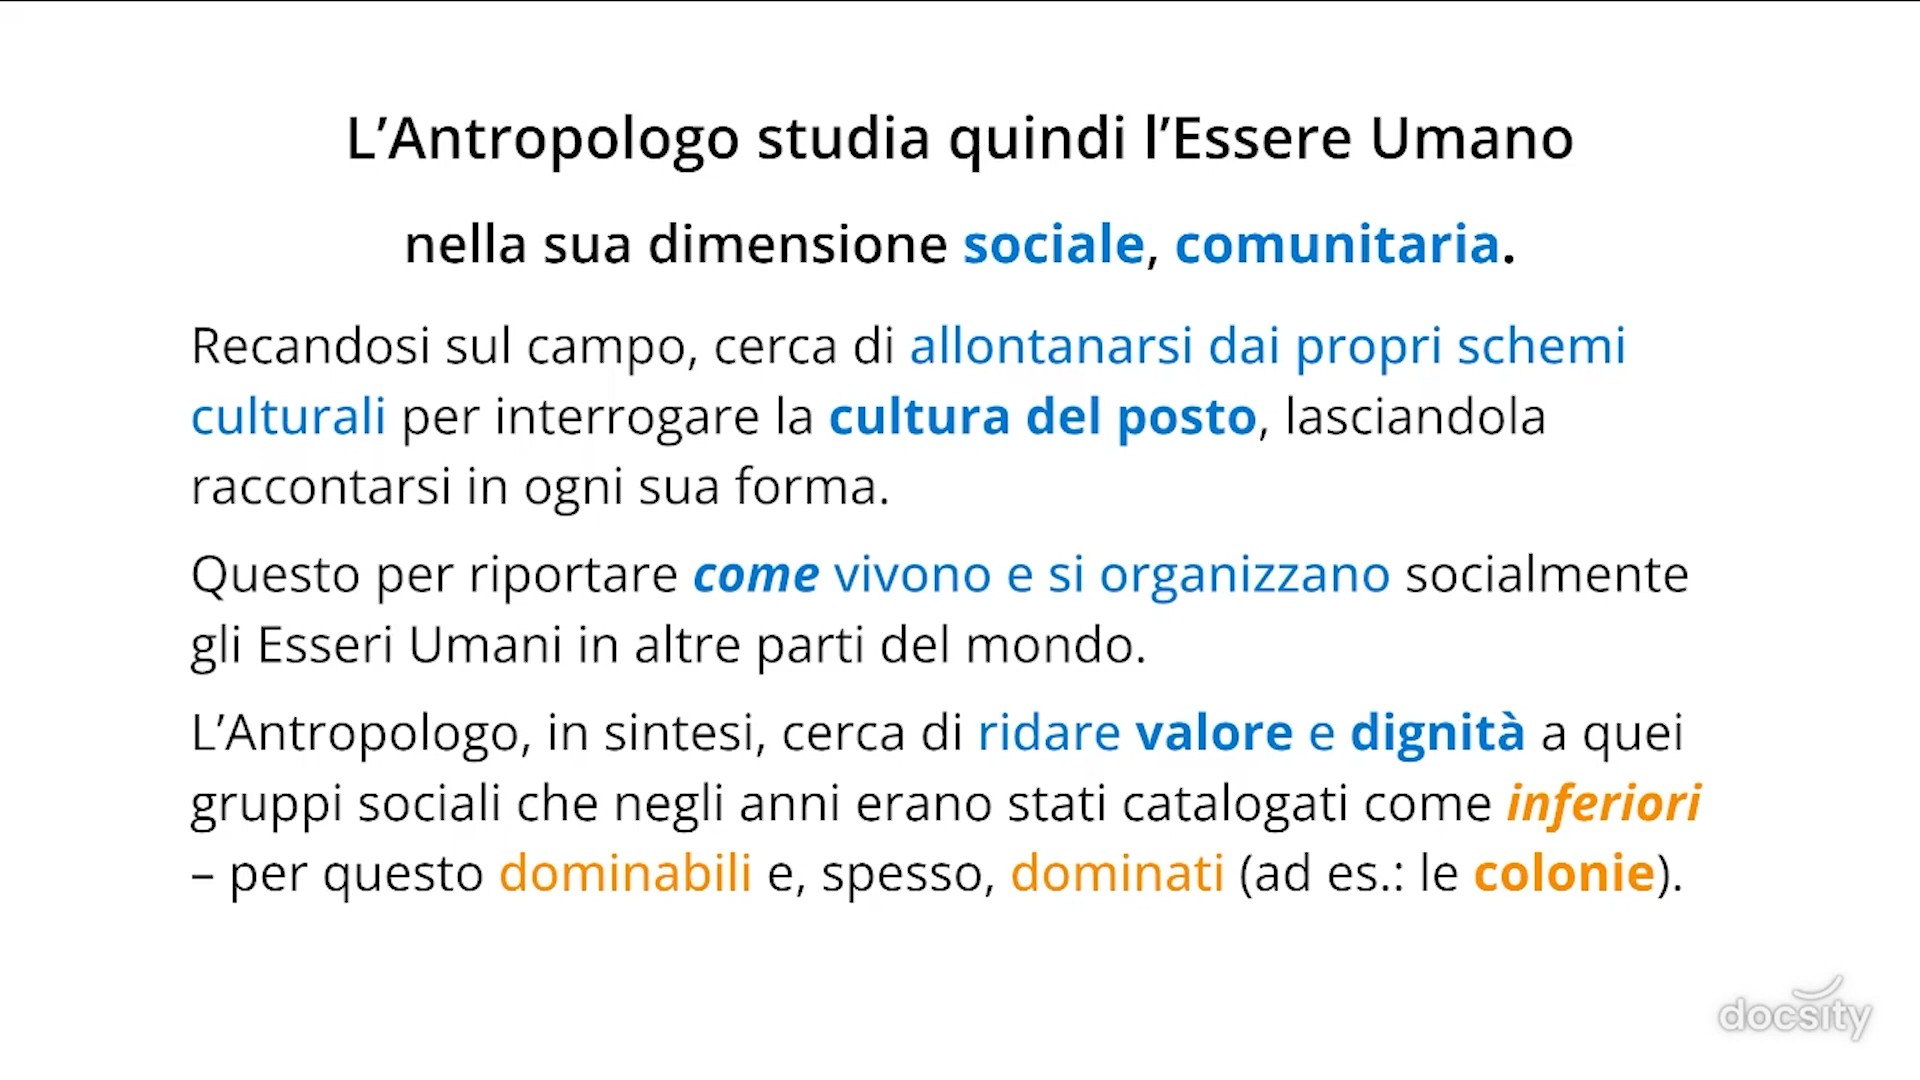 L’Antropologo studia quindi l’Essere Umano
nella sua dimensione sociale, comunitaria.
Recandosi sul campo, cerca di allontanarsi dai propri schemi
culturali per interrogare la cultura del posto, lasciandola
raccontarsi in ogni sua forma.
Questo per riportare come vivono e si organizzano socialmente
gli Esseri Umani in altre parti del mondo.
L’Antropologo, in sintesi, cerca di ridare valore e dignità a quei
gruppi sociali che negli anni erano stati catalogati come inferiori
– per questo dominabili e, spesso, dominati (ad es.: le colonie).
docsity